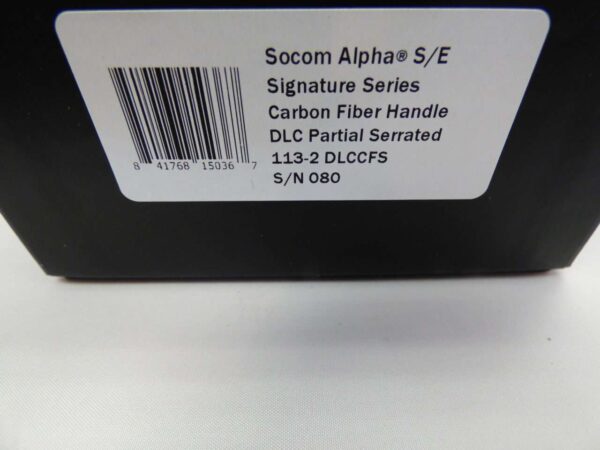 Socom Alpha® S/E
Signature Series
Carbon Fiber Handle
DLC Partial Serrated
113-2 DLCCFS
S/N 080
8 41768 15036 7